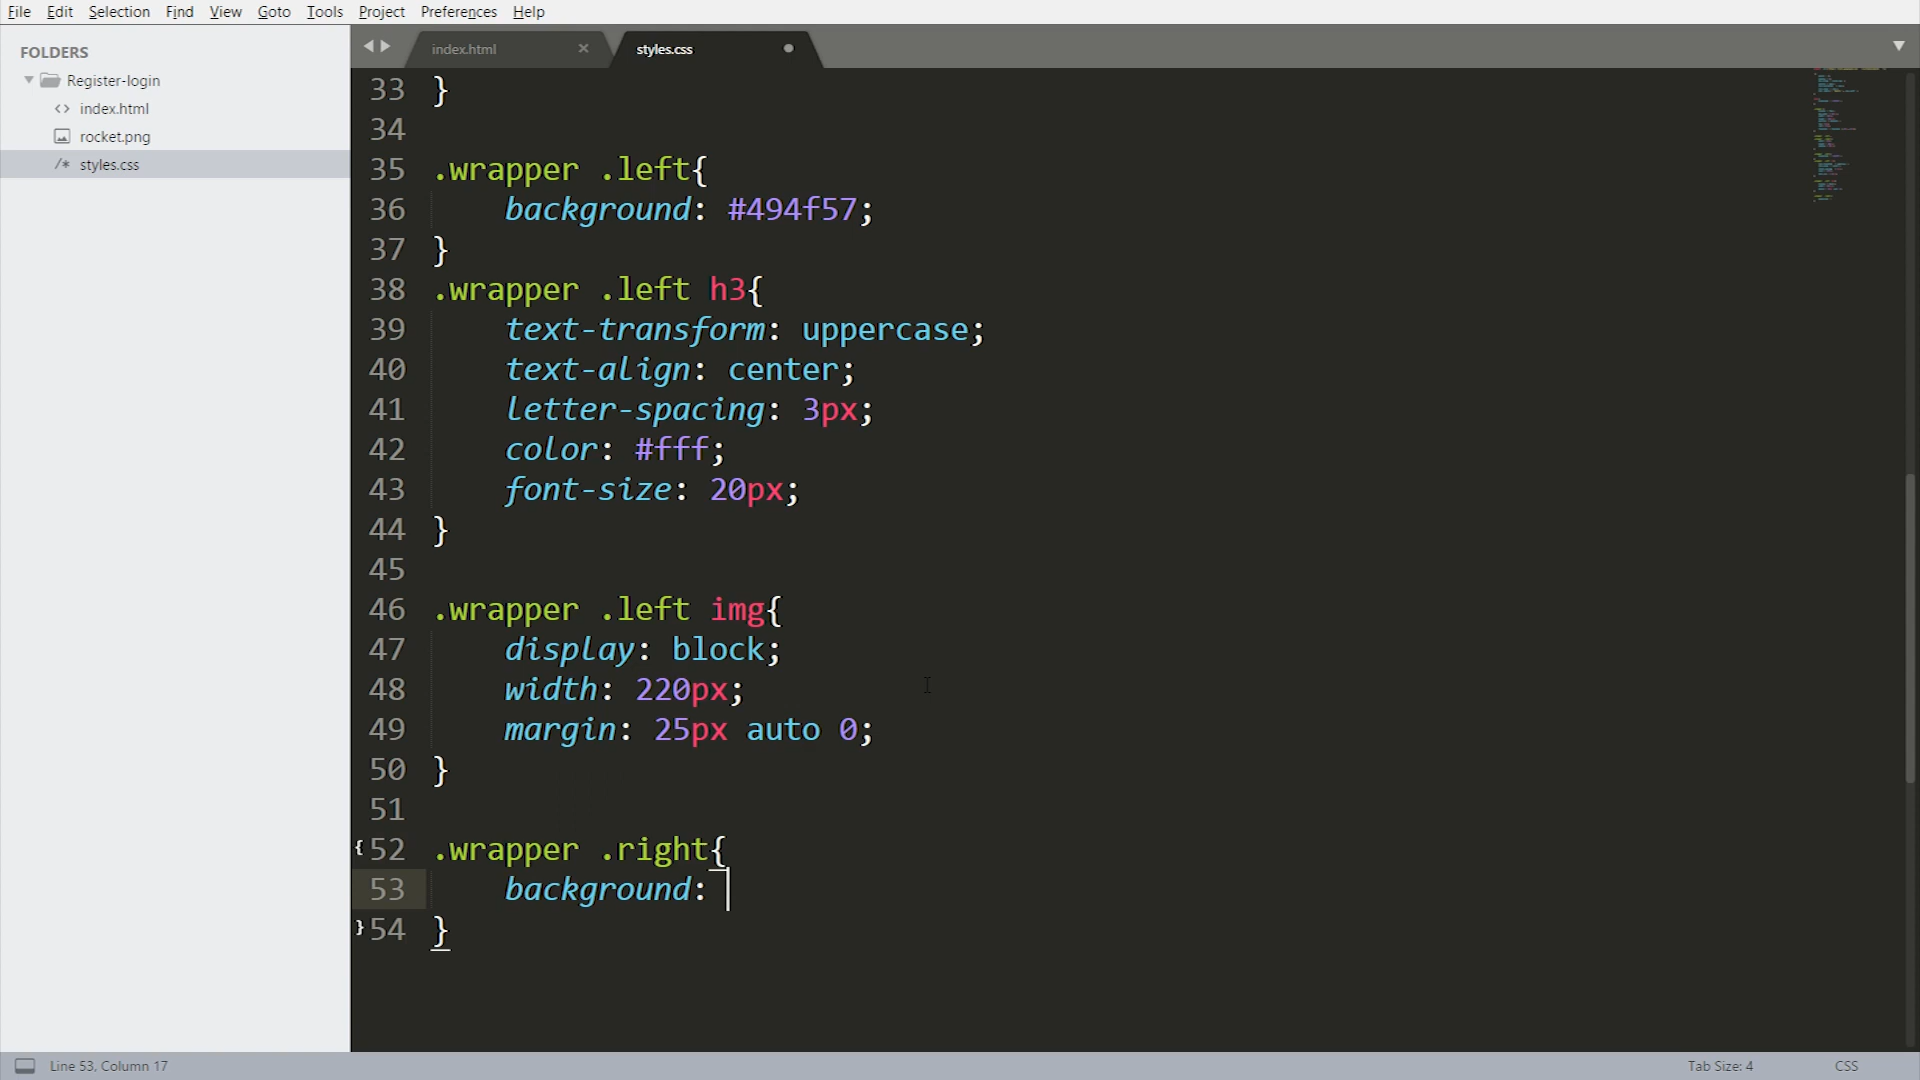 File Edit Selection Find View Goto Tools Project Preferences Help
FOLDERS
Register-login
<> index.html
rocket.png
/* styles.css
index.html × styles.css
33 }
34
35 .wrapper .left{
36 background: #494f57;
37 }
38 .wrapper .left h3{
39 text-transform: uppercase;
40 text-align: center;
41 letter-spacing: 3px;
42 color: #fff;
43 font-size: 20px;
44 }
45
46 .wrapper .left img{
47 display: block;
48 width: 220px;
49 margin: 25px auto 0;
50 }
51
{ 52 .wrapper .right{
53 background:
} 54 }
Line 53, Column 17 Tab Size: 4 CSS